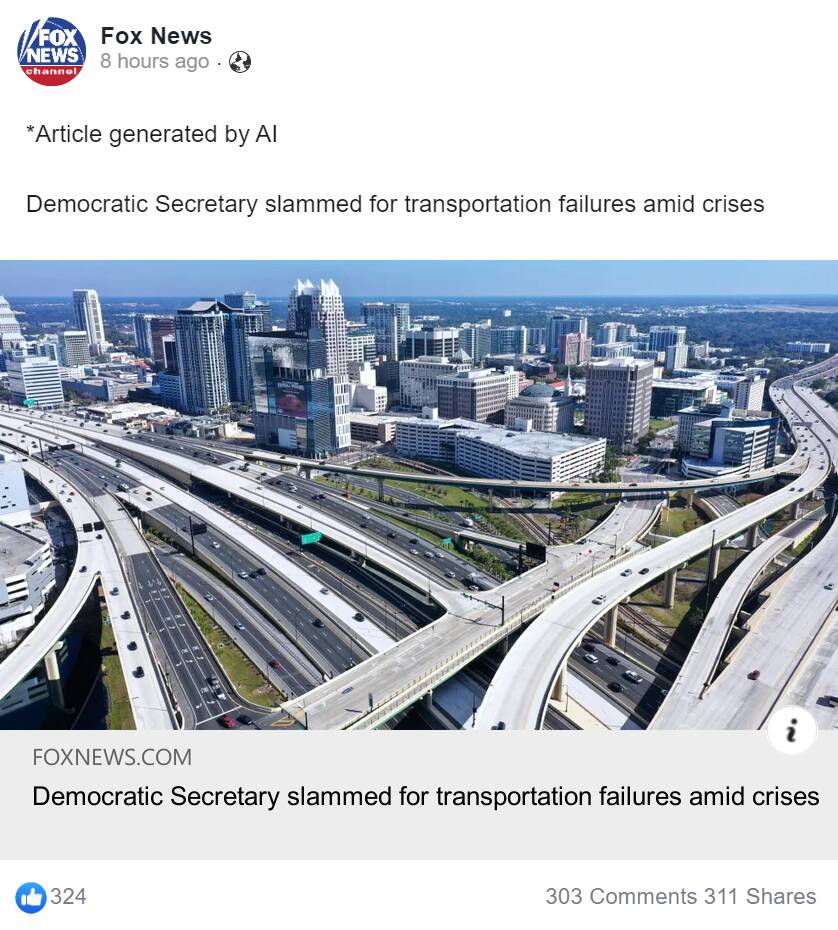 FOX
NEWS
channel
Fox News
8 hours ago ·
*Article generated by AI
Democratic Secretary slammed for transportation failures amid crises
i
FOXNEWS.COM
Democratic Secretary slammed for transportation failures amid crises
324
303 Comments 311 Shares